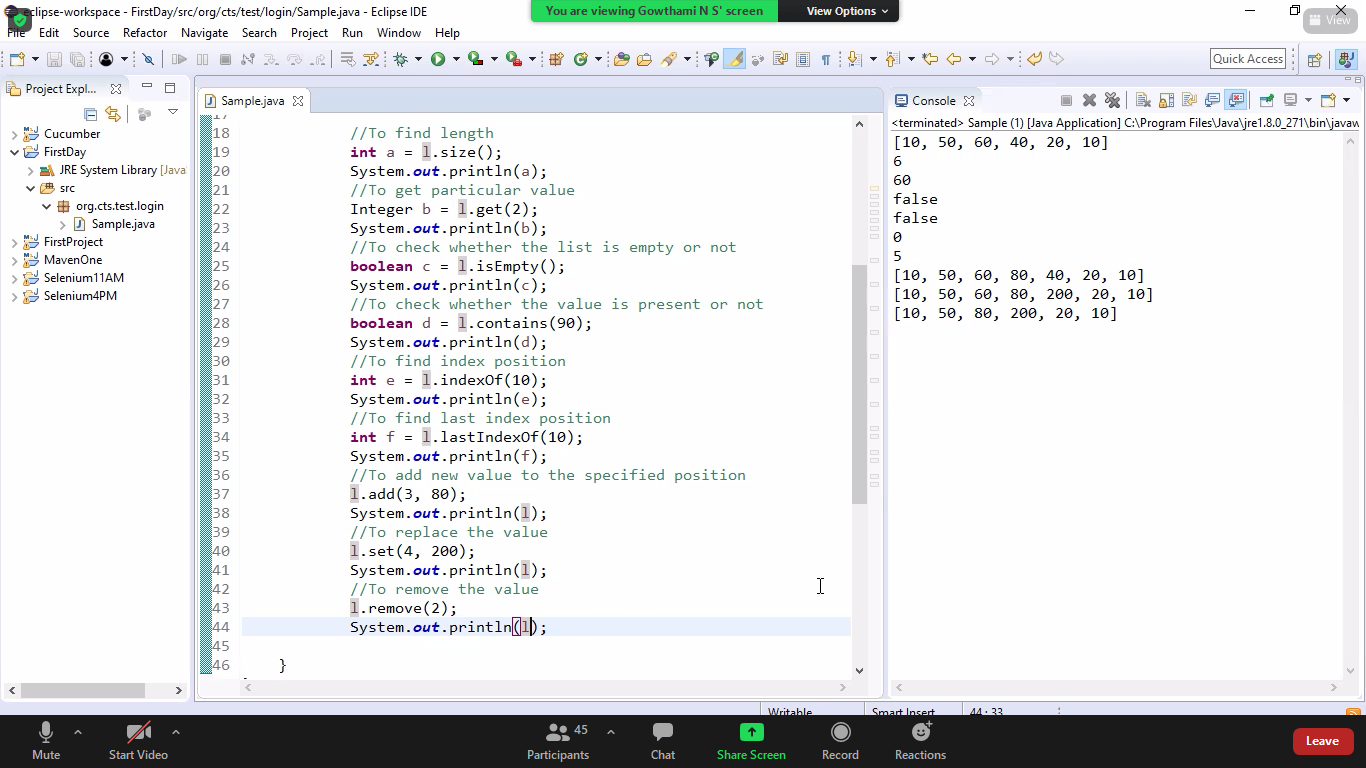 eclipse-workspace - FirstDay/src/org/cts/test/login/Sample.java - Eclipse IDE
You are viewing Gowthami N S' screen
View Options
View
File Edit Source Refactor Navigate Search Project Run Window Help
Quick Access
Project Expl...
Cucumber
FirstDay
JRE System Library [Java
src
org.cts.test.login
Sample.java
FirstProject
MavenOne
Selenium11AM
Selenium4PM
Sample.java
18 //To find length
19 int a = l.size();
20 System.out.println(a);
21 //To get particular value
22 Integer b = l.get(2);
23 System.out.println(b);
24 //To check whether the list is empty or not
25 boolean c = l.isEmpty();
26 System.out.println(c);
27 //To check whether the value is present or not
28 boolean d = l.contains(90);
29 System.out.println(d);
30 //To find index position
31 int e = l.indexOf(10);
32 System.out.println(e);
33 //To find last index position
34 int f = l.lastIndexOf(10);
35 System.out.println(f);
36 //To add new value to the specified position
37 l.add(3, 80);
38 System.out.println(l);
39 //To replace the value
40 l.set(4, 200);
41 System.out.println(l);
42 //To remove the value
43 l.remove(2);
44 System.out.println(l);
45
46 }
Console
<terminated> Sample (1) [Java Application] C:\Program Files\Java\jre1.8.0_271\bin\javaw
[10, 50, 60, 40, 20, 10]
6
60
false
false
0
5
[10, 50, 60, 80, 40, 20, 10]
[10, 50, 60, 80, 200, 20, 10]
[10, 50, 80, 200, 20, 10]
Writable Smart Insert 44 : 33
Mute
Start Video
45
Participants
Chat
Share Screen
Record
Reactions
Leave